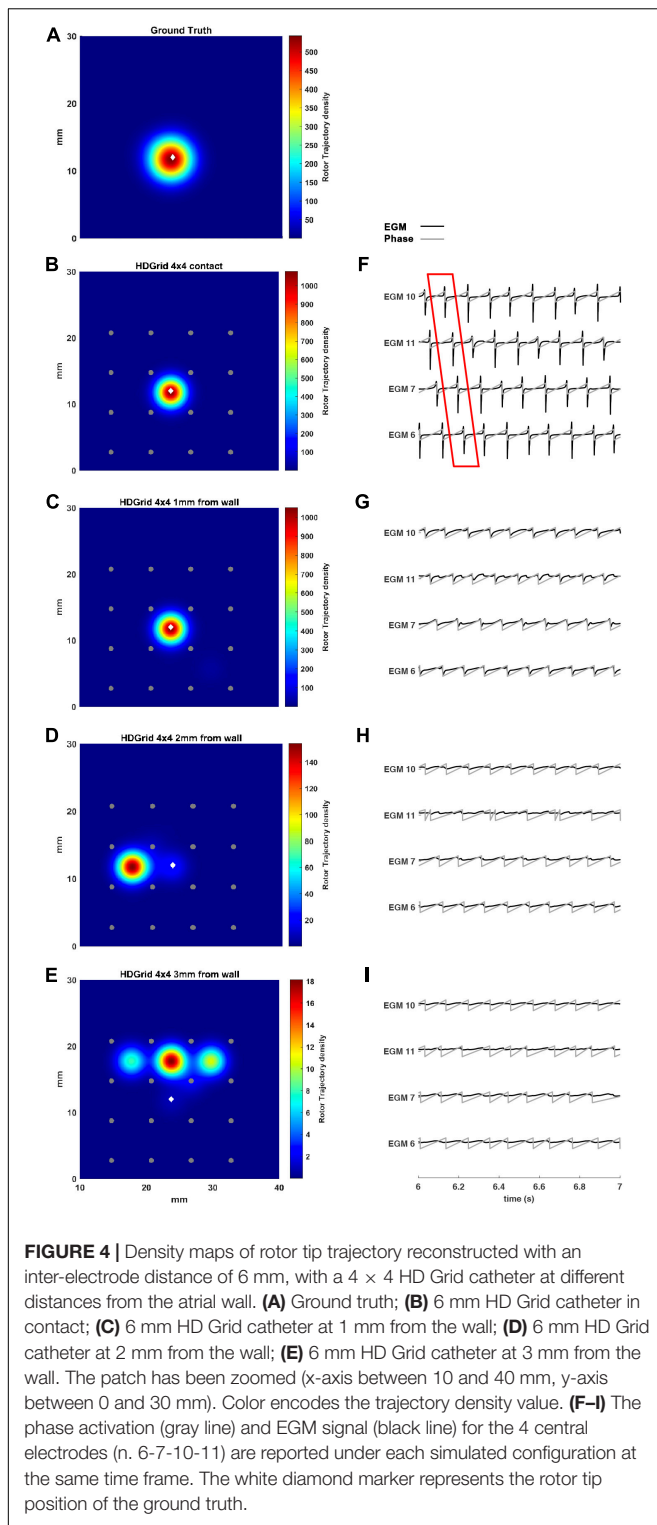 A
Ground Truth
30
20
10
0
mm
500
450
400
350
300
250
200
150
100
50
Rotor Trajectory density
EGM
Phase
B
HDGrid 4x4 contact
30
20
10
0
mm
1000
900
800
700
600
500
400
300
200
100
Rotor Trajectory density
F
EGM 10
EGM 11
EGM 7
EGM 6
C
HDGrid 4x4 1mm from wall
30
20
10
0
mm
1000
900
800
700
600
500
400
300
200
100
Rotor Trajectory density
G
EGM 10
EGM 11
EGM 7
EGM 6
D
HDGrid 4x4 2mm from wall
30
20
10
0
mm
140
120
100
80
60
40
20
Rotor Trajectory density
H
EGM 10
EGM 11
EGM 7
EGM 6
E
HDGrid 4x4 3mm from wall
30
20
10
0
mm
10
20
30
40
mm
18
16
14
12
10
8
6
4
2
Rotor Trajectory density
I
EGM 10
EGM 11
EGM 7
EGM 6
6
6.2
6.4
6.6
6.8
7
time (s)
FIGURE 4 | Density maps of rotor tip trajectory reconstructed with an
inter-electrode distance of 6 mm, with a 4 × 4 HD Grid catheter at different
distances from the atrial wall. (A) Ground truth; (B) 6 mm HD Grid catheter in
contact; (C) 6 mm HD Grid catheter at 1 mm from the wall; (D) 6 mm HD Grid
catheter at 2 mm from the wall; (E) 6 mm HD Grid catheter at 3 mm from the
wall. The patch has been zoomed (x-axis between 10 and 40 mm, y-axis
between 0 and 30 mm). Color encodes the trajectory density value. (F–I) The
phase activation (gray line) and EGM signal (black line) for the 4 central
electrodes (n. 6-7-10-11) are reported under each simulated configuration at
the same time frame. The white diamond marker represents the rotor tip
position of the ground truth.